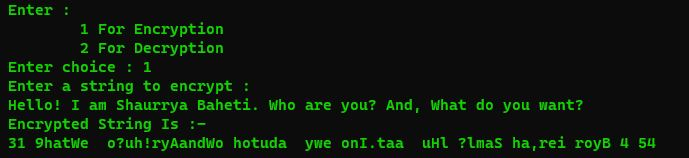 Enter :
        1 For Encryption
        2 For Decryption
Enter choice : 1
Enter a string to encrypt :
Hello! I am Shaurrya Baheti. Who are you? And, What do you want?
Encrypted String Is :-
31 9hatWe  o?uh!ryAandWo hotuda  ywe onI.taa  uHl ?lmaS ha,rei royB 4 54